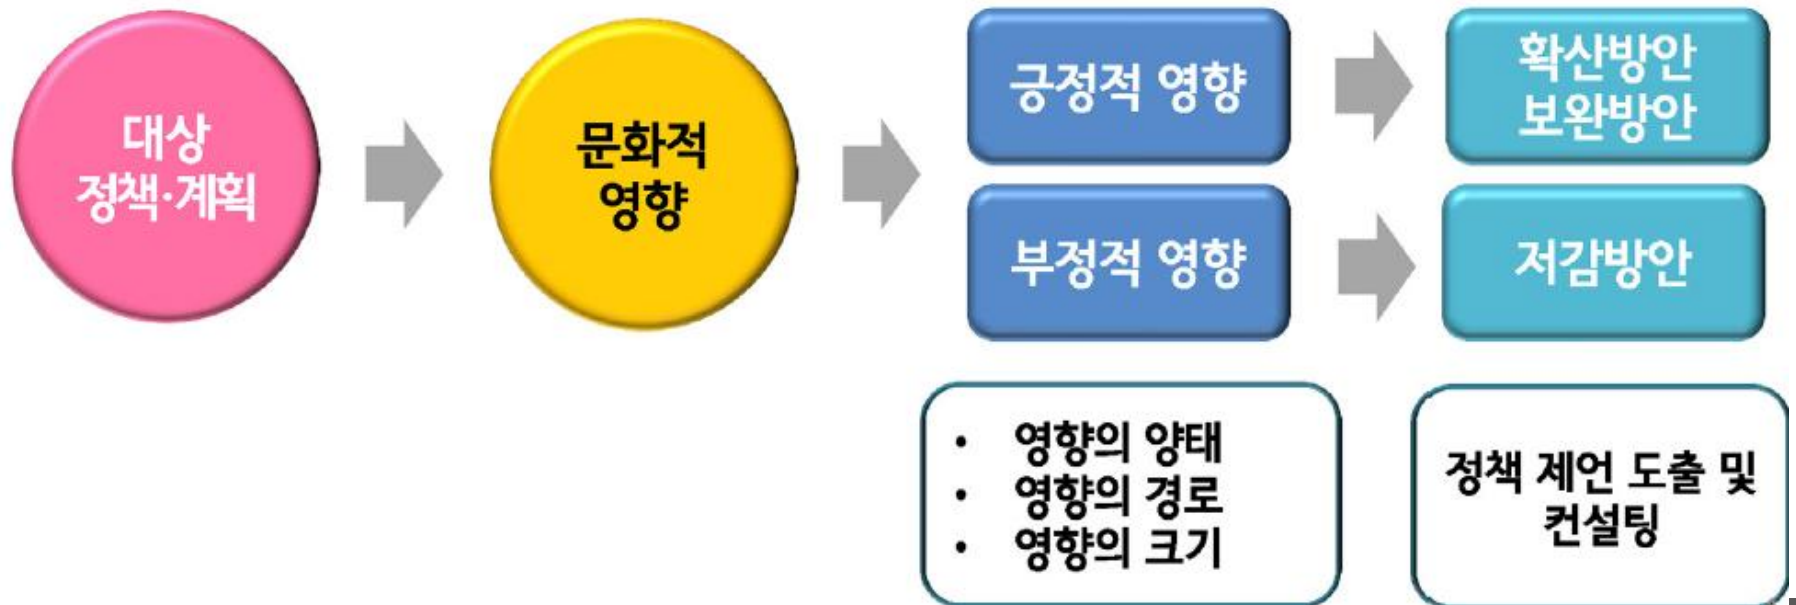 대상
정책·계획
문화적
영향
긍정적 영향
확산방안
보완방안
부정적 영향
저감방안
• 영향의 양태
• 영향의 경로
• 영향의 크기
정책 제언 도출 및
컨설팅